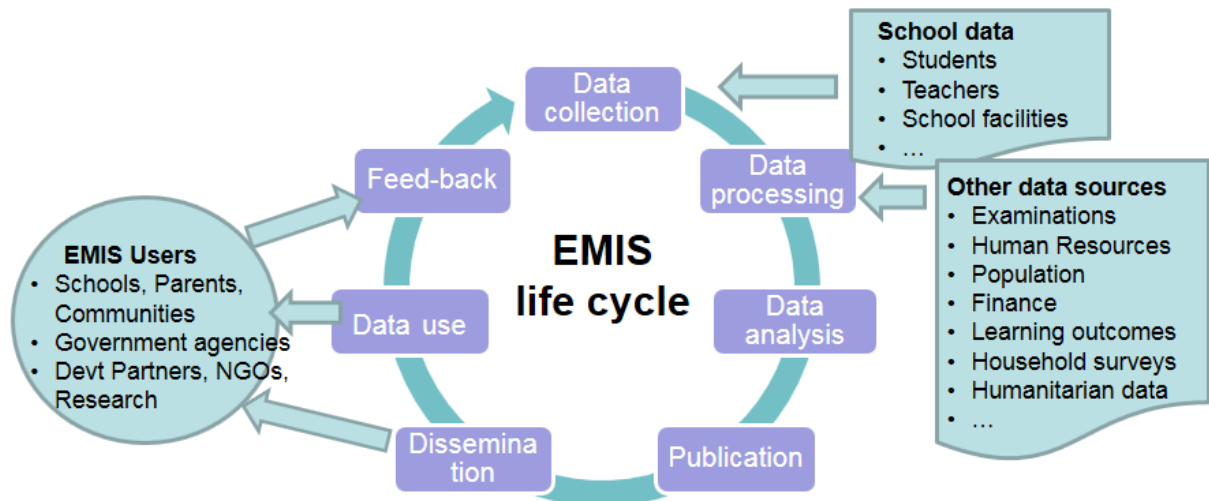 EMIS
life cycle
Data
collection
Data
processing
Data
analysis
Publication
Dissemina
tion
Data use
Feed-back
School data
• Students
• Teachers
• School facilities
• …
Other data sources
• Examinations
• Human Resources
• Population
• Finance
• Learning outcomes
• Household surveys
• Humanitarian data
• …
EMIS Users
• Schools, Parents,
Communities
• Government agencies
• Devt Partners, NGOs,
Research